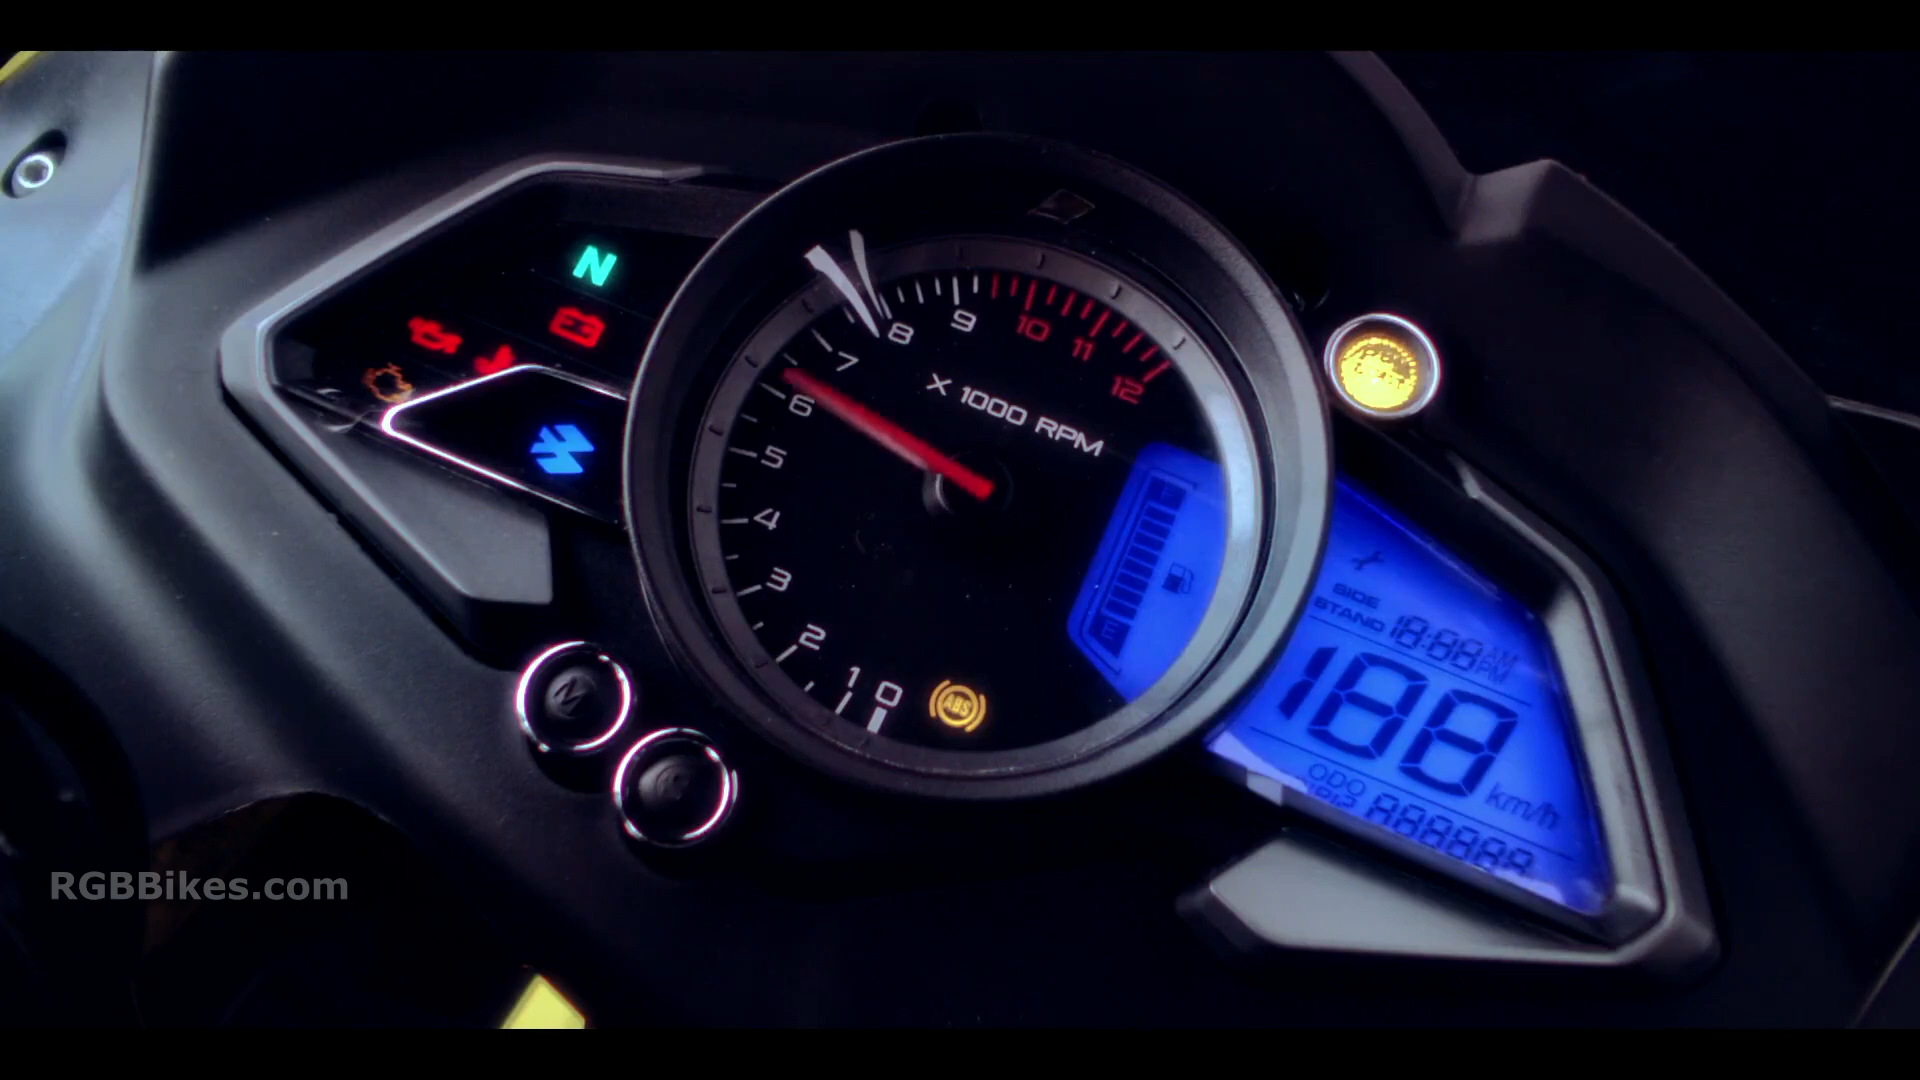 N
12
11
10
9
8
7
6
5
4
3
2
1
0
X 1000 RPM
F
E
ABS
SIDE
STAND
18:88 AM
PM
188
km/h
ODO
TRIP
888888
M
RGBBikes.com